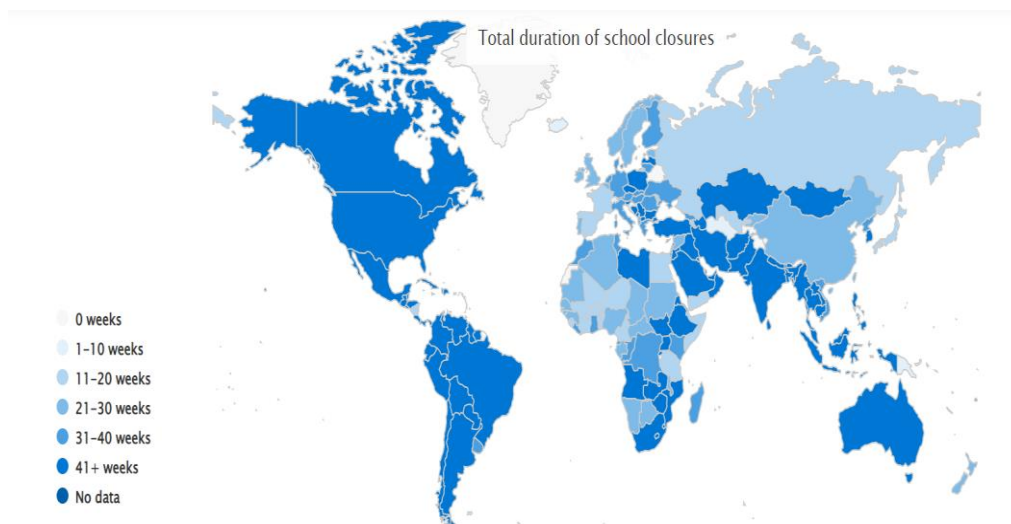 Total duration of school closures
0 weeks
1–10 weeks
11–20 weeks
21–30 weeks
31–40 weeks
41+ weeks
No data